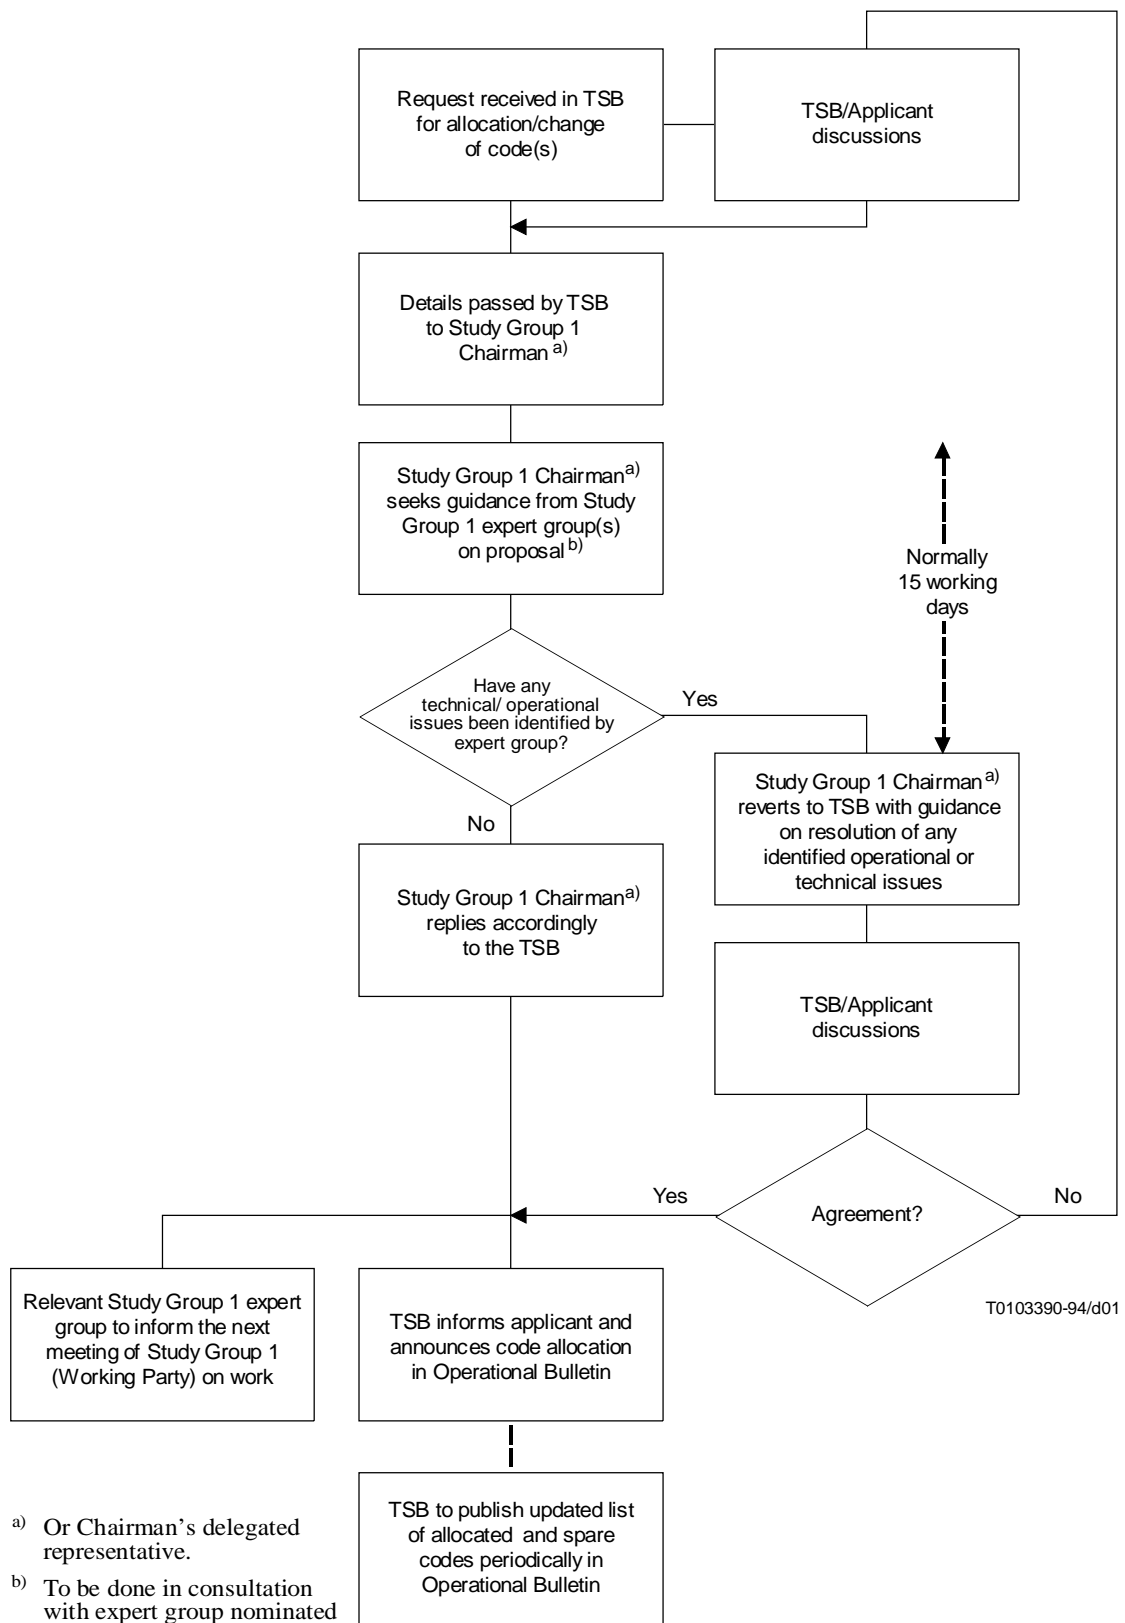 Request received in TSB
for allocation/change
of code(s)
TSB/Applicant
discussions
Details passed by TSB
to Study Group 1
Chairman a)
Study Group 1 Chairman a)
seeks guidance from Study
Group 1 expert group(s)
on proposal b)
Normally
15 working
days
Have any
technical/ operational
issues been identified by
expert group?
Yes
No
Study Group 1 Chairman a)
reverts to TSB with guidance
on resolution of any
identified operational or
technical issues
Study Group 1 Chairman a)
replies accordingly
to the TSB
TSB/Applicant
discussions
Yes
Agreement?
No
T0103390-94/d01
Relevant Study Group 1 expert
group to inform the next
meeting of Study Group 1
(Working Party) on work
TSB informs applicant and
announces code allocation
in Operational Bulletin
TSB to publish updated list
of allocated and spare
codes periodically in
Operational Bulletin
a) Or Chairman's delegated
representative.
b) To be done in consultation
with expert group nominated